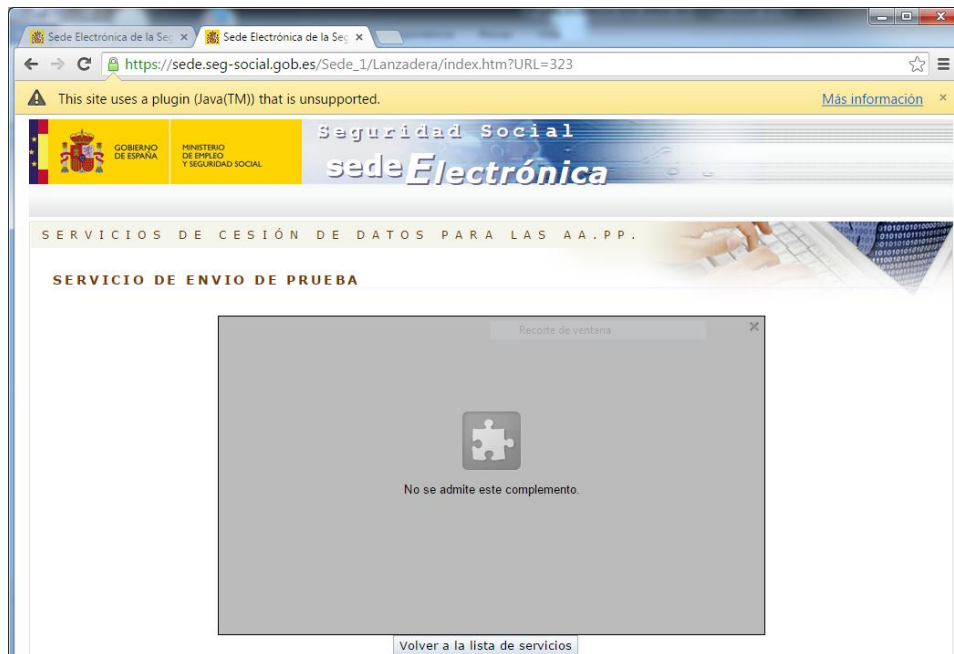 Sede Electrónica de la Seg
Sede Electrónica de la Seg
https://sede.seg-social.gob.es/Sede_1/Lanzadera/index.htm?URL=323
This site uses a plugin (Java(TM)) that is unsupported.
Más información
GOBIERNO
DE ESPAÑA
MINISTERIO
DE EMPLEO
Y SEGURIDAD SOCIAL
Seguridad Social
sedeElectrónica
SERVICIOS DE CESIÓN DE DATOS PARA LAS AA.PP.
SERVICIO DE ENVIO DE PRUEBA
Recorte de ventana
No se admite este complemento.
Volver a la lista de servicios